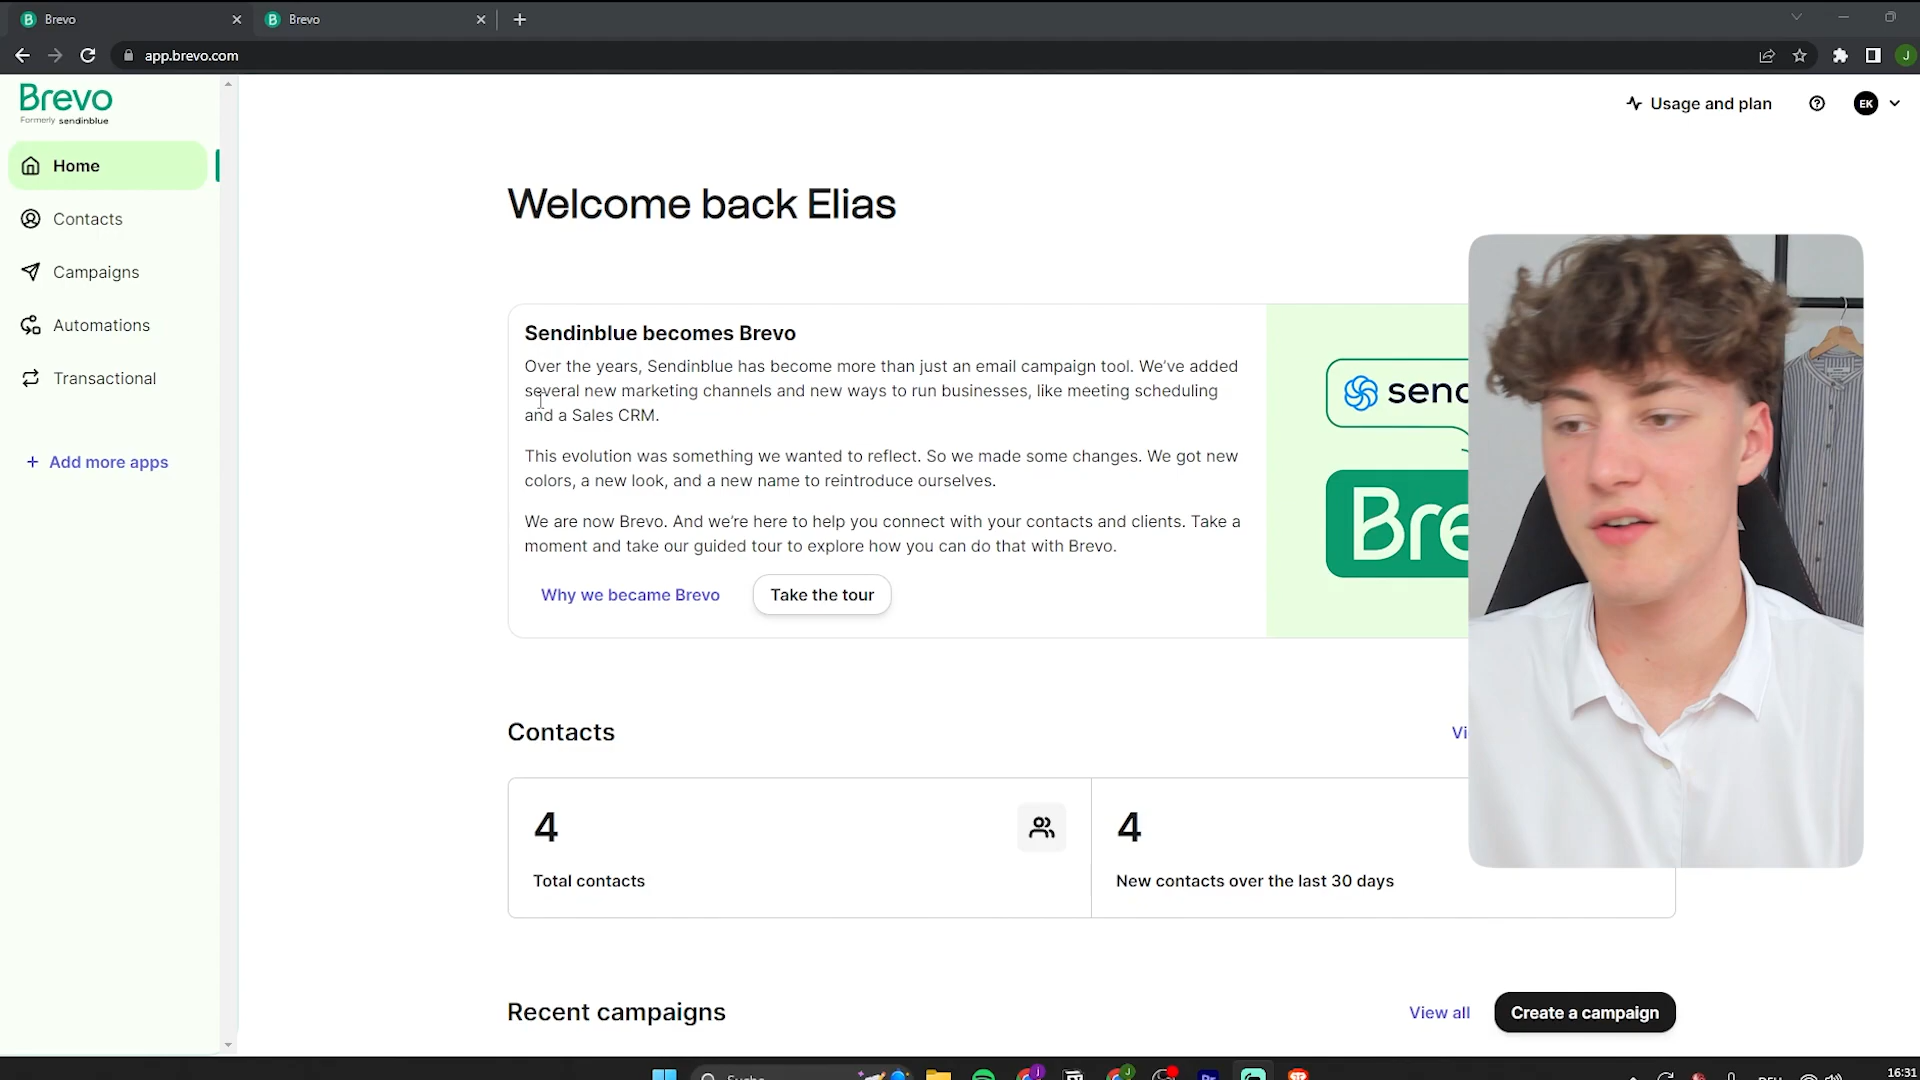 Brevo
Brevo
app.brevo.com
J
Brevo
Formerly sendinblue
Usage and plan
EK
Home
Contacts
Campaigns
Automations
Transactional
+ Add more apps
Welcome back Elias
Sendinblue becomes Brevo
Over the years, Sendinblue has become more than just an email campaign tool. We've added
several new marketing channels and new ways to run businesses, like meeting scheduling
and a Sales CRM.
This evolution was something we wanted to reflect. So we made some changes. We got new
colors, a new look, and a new name to reintroduce ourselves.
We are now Brevo. And we're here to help you connect with your contacts and clients. Take a
moment and take our guided tour to explore how you can do that with Brevo.
Why we became Brevo
Take the tour
Contacts
4
Total contacts
4
New contacts over the last 30 days
Recent campaigns
View all
Create a campaign
16:31